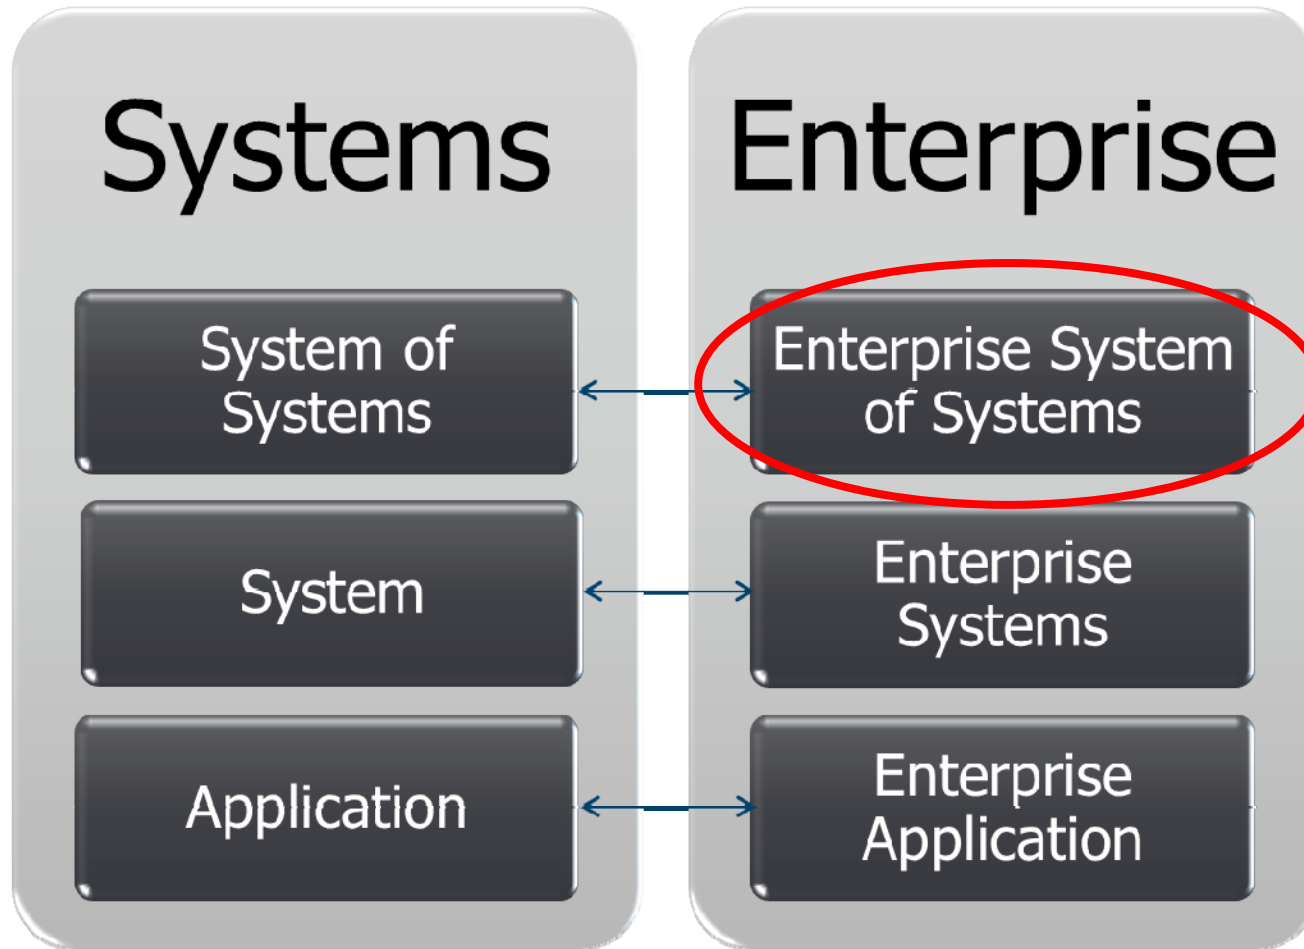 Systems
System of
Systems
System
Application
Enterprise
Enterprise System
of Systems
Enterprise
Systems
Enterprise
Application